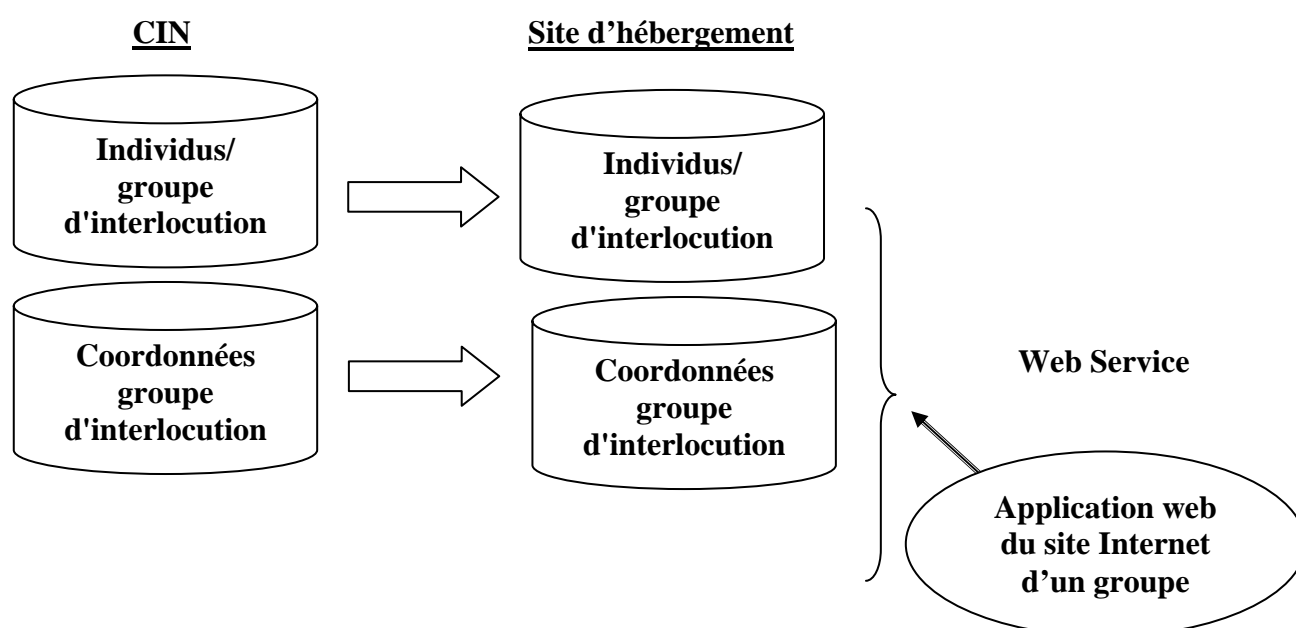 CIN
Site d’hébergement
Individus/
groupe
d'interlocution
Individus/
groupe
d'interlocution
Coordonnées
groupe
d'interlocution
Coordonnées
groupe
d'interlocution
Web Service
Application web
du site Internet
d’un groupe